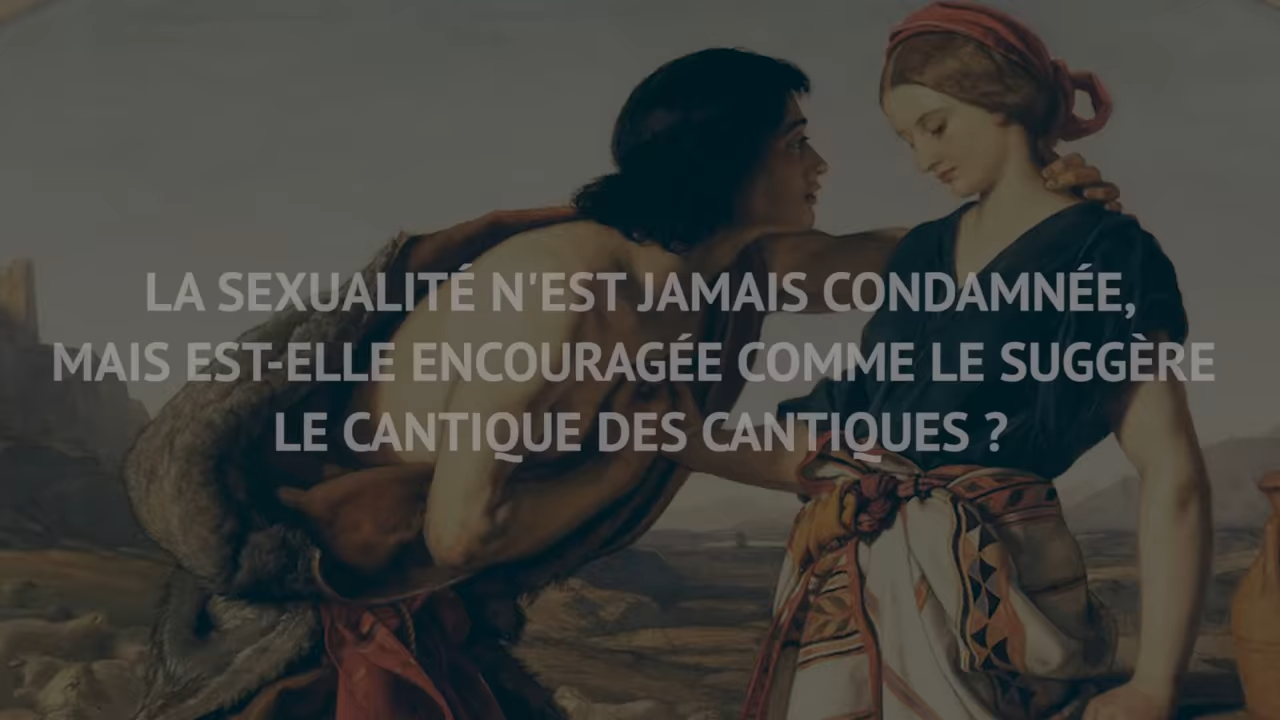 LA SEXUALITÉ N'EST JAMAIS CONDAMNÉE,
MAIS EST-ELLE ENCOURAGÉE COMME LE SUGGÈRE
LE CANTIQUE DES CANTIQUES ?